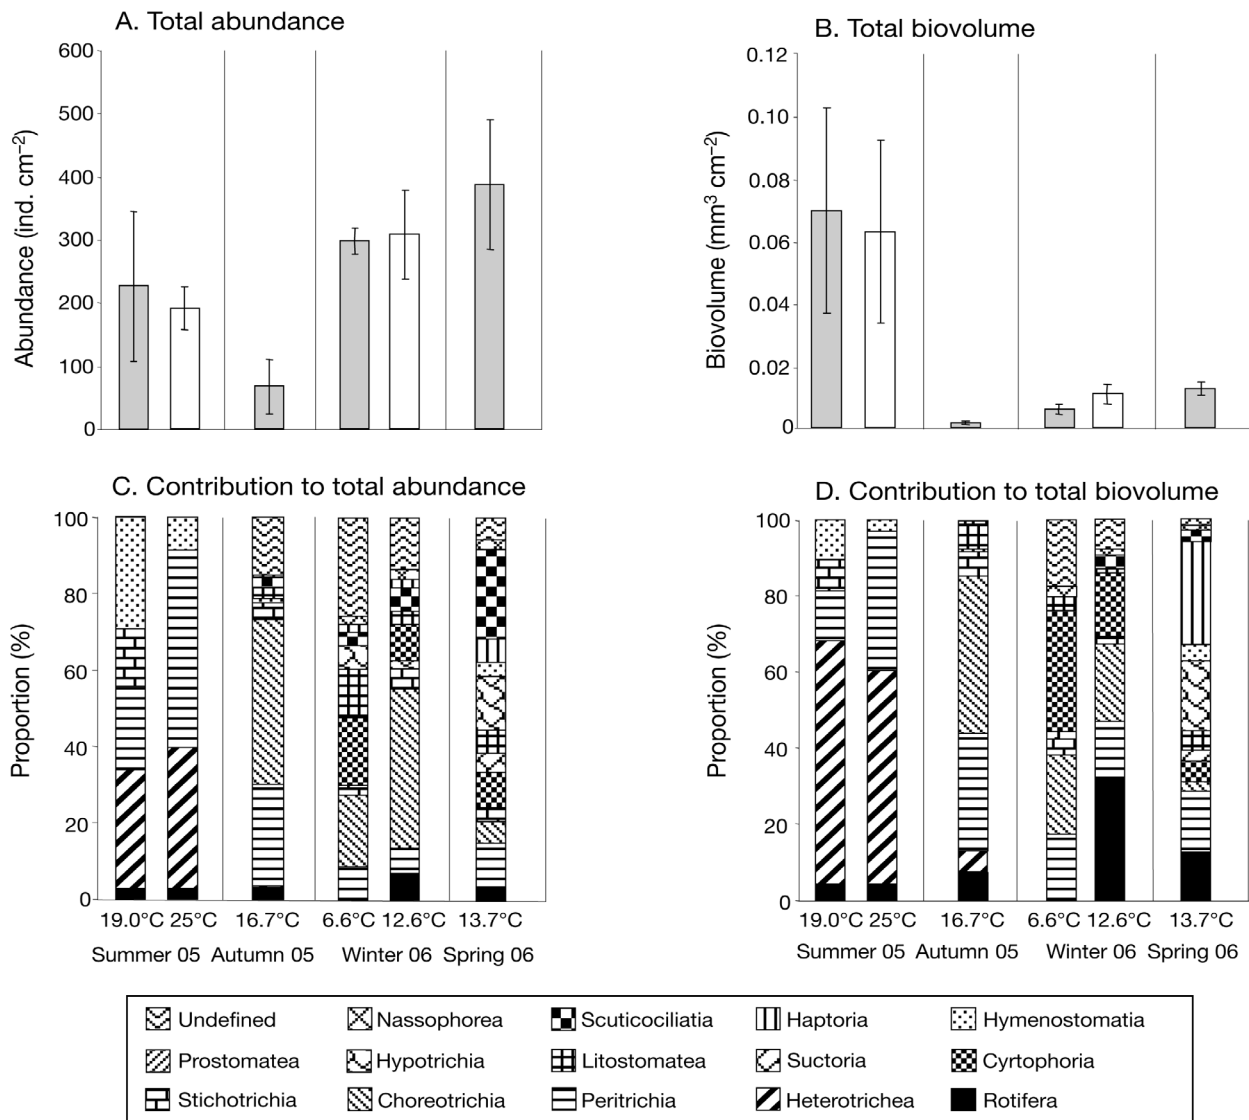 A. Total abundance
600
500
400
300
200
100
0
Abundance (ind. cm⁻²)
B. Total biovolume
0.12
0.10
0.08
0.06
0.04
0.02
0
Biovolume (mm³ cm⁻²)
C. Contribution to total abundance
100
80
60
40
20
0
Proportion (%)
19.0°C 25°C 16.7°C 6.6°C 12.6°C 13.7°C
Summer 05 Autumn 05 Winter 06 Spring 06
D. Contribution to total biovolume
100
80
60
40
20
0
Proportion (%)
19.0°C 25°C 16.7°C 6.6°C 12.6°C 13.7°C
Summer 05 Autumn 05 Winter 06 Spring 06
Undefined Nassophorea Scuticociliatia Haptoria Hymenostomatia
Prostomatea Hypotrichia Litostomatea Suctoria Cyrtophoria
Stichotrichia Choreotrichia Peritrichia Heterotrichea Rotifera